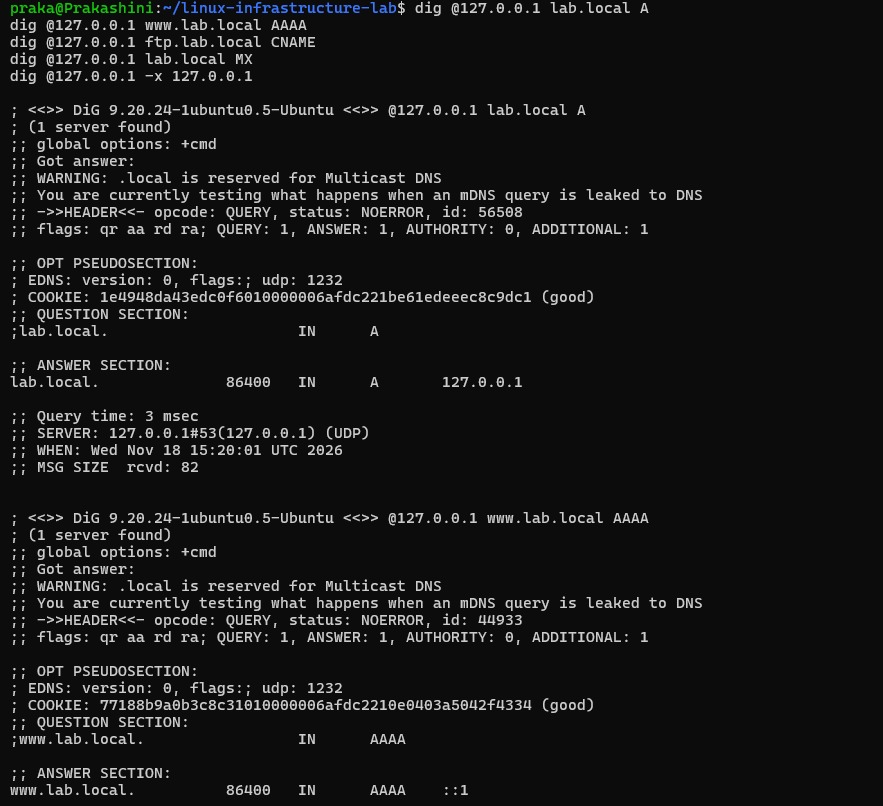 praka@Prakashini:~/linux-infrastructure-lab$ dig @127.0.0.1 lab.local A
dig @127.0.0.1 www.lab.local AAAA
dig @127.0.0.1 ftp.lab.local CNAME
dig @127.0.0.1 lab.local MX
dig @127.0.0.1 -x 127.0.0.1

; <<>> DiG 9.20.24-1ubuntu0.5-Ubuntu <<>> @127.0.0.1 lab.local A
; (1 server found)
;; global options: +cmd
;; Got answer:
;; WARNING: .local is reserved for Multicast DNS
;; You are currently testing what happens when an mDNS query is leaked to DNS
;; ->>HEADER<<- opcode: QUERY, status: NOERROR, id: 56508
;; flags: qr aa rd ra; QUERY: 1, ANSWER: 1, AUTHORITY: 0, ADDITIONAL: 1

;; OPT PSEUDOSECTION:
; EDNS: version: 0, flags:; udp: 1232
; COOKIE: 1e4948da43edc0f6010000006afdc221be61edeeec8c9dc1 (good)
;; QUESTION SECTION:
;lab.local.                     IN      A

;; ANSWER SECTION:
lab.local.              86400   IN      A       127.0.0.1

;; Query time: 3 msec
;; SERVER: 127.0.0.1#53(127.0.0.1) (UDP)
;; WHEN: Wed Nov 18 15:20:01 UTC 2026
;; MSG SIZE  rcvd: 82


; <<>> DiG 9.20.24-1ubuntu0.5-Ubuntu <<>> @127.0.0.1 www.lab.local AAAA
; (1 server found)
;; global options: +cmd
;; Got answer:
;; WARNING: .local is reserved for Multicast DNS
;; You are currently testing what happens when an mDNS query is leaked to DNS
;; ->>HEADER<<- opcode: QUERY, status: NOERROR, id: 44933
;; flags: qr aa rd ra; QUERY: 1, ANSWER: 1, AUTHORITY: 0, ADDITIONAL: 1

;; OPT PSEUDOSECTION:
; EDNS: version: 0, flags:; udp: 1232
; COOKIE: 77188b9a0b3c8c31010000006afdc2210e0403a5042f4334 (good)
;; QUESTION SECTION:
;www.lab.local.                 IN      AAAA

;; ANSWER SECTION:
www.lab.local.          86400   IN      AAAA    ::1